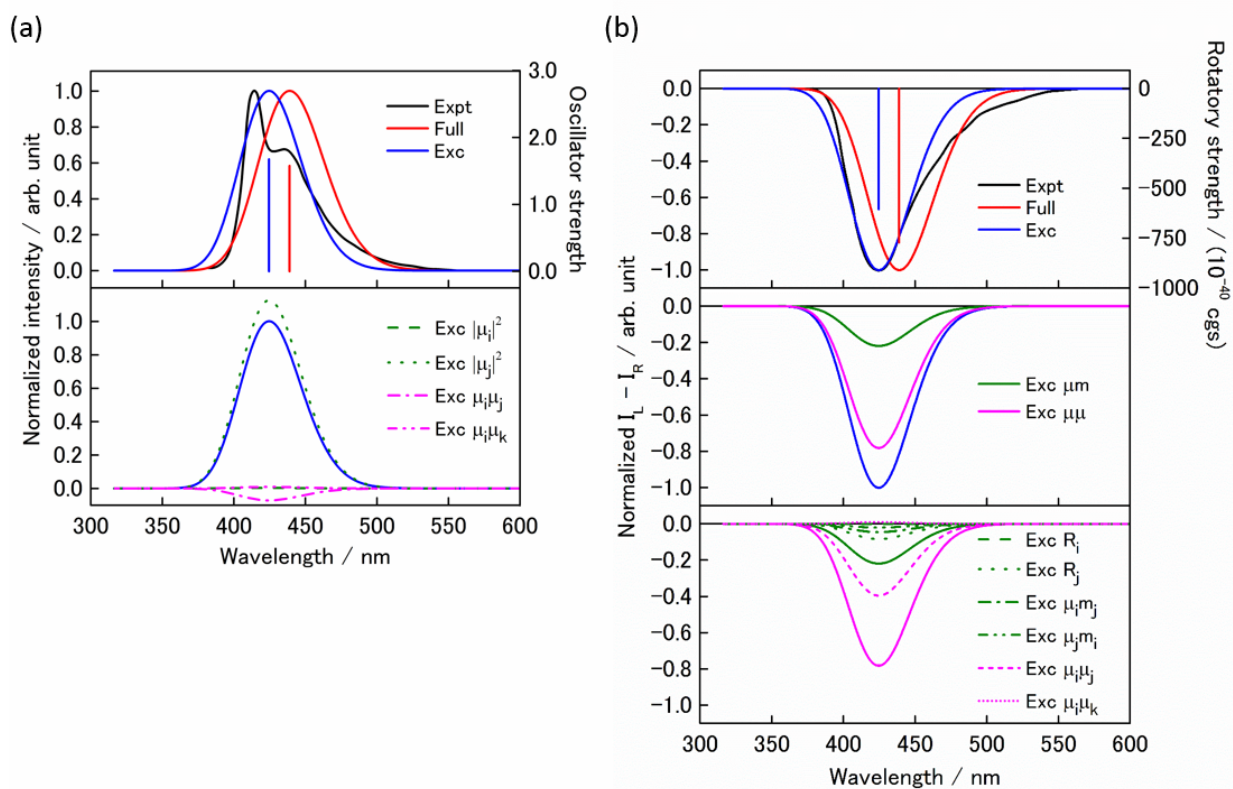 (a)
3.0
2.0
1.0
0.0
Oscillator strength
1.0
0.8
0.6
0.4
0.2
0.0
Expt
Full
Exc
Normalized intensity / arb. unit
1.0
0.8
0.6
0.4
0.2
0.0
Exc |μi|²
Exc |μj|²
Exc μiμj
Exc μiμk
300 350 400 450 500 550 600
Wavelength / nm
(b)
0.0
−0.2
−0.4
−0.6
−0.8
−1.0
0
−250
−500
−750
−1000
Rotatory strength / (10⁻⁴⁰ cgs)
Expt
Full
Exc
Normalized IL − IR / arb. unit
0.0
−0.2
−0.4
−0.6
−0.8
−1.0
Exc μm
Exc μμ
0.0
−0.2
−0.4
−0.6
−0.8
−1.0
Exc Ri
Exc Rj
Exc μimj
Exc μjmi
Exc μiμj
Exc μiμk
300 350 400 450 500 550 600
Wavelength / nm